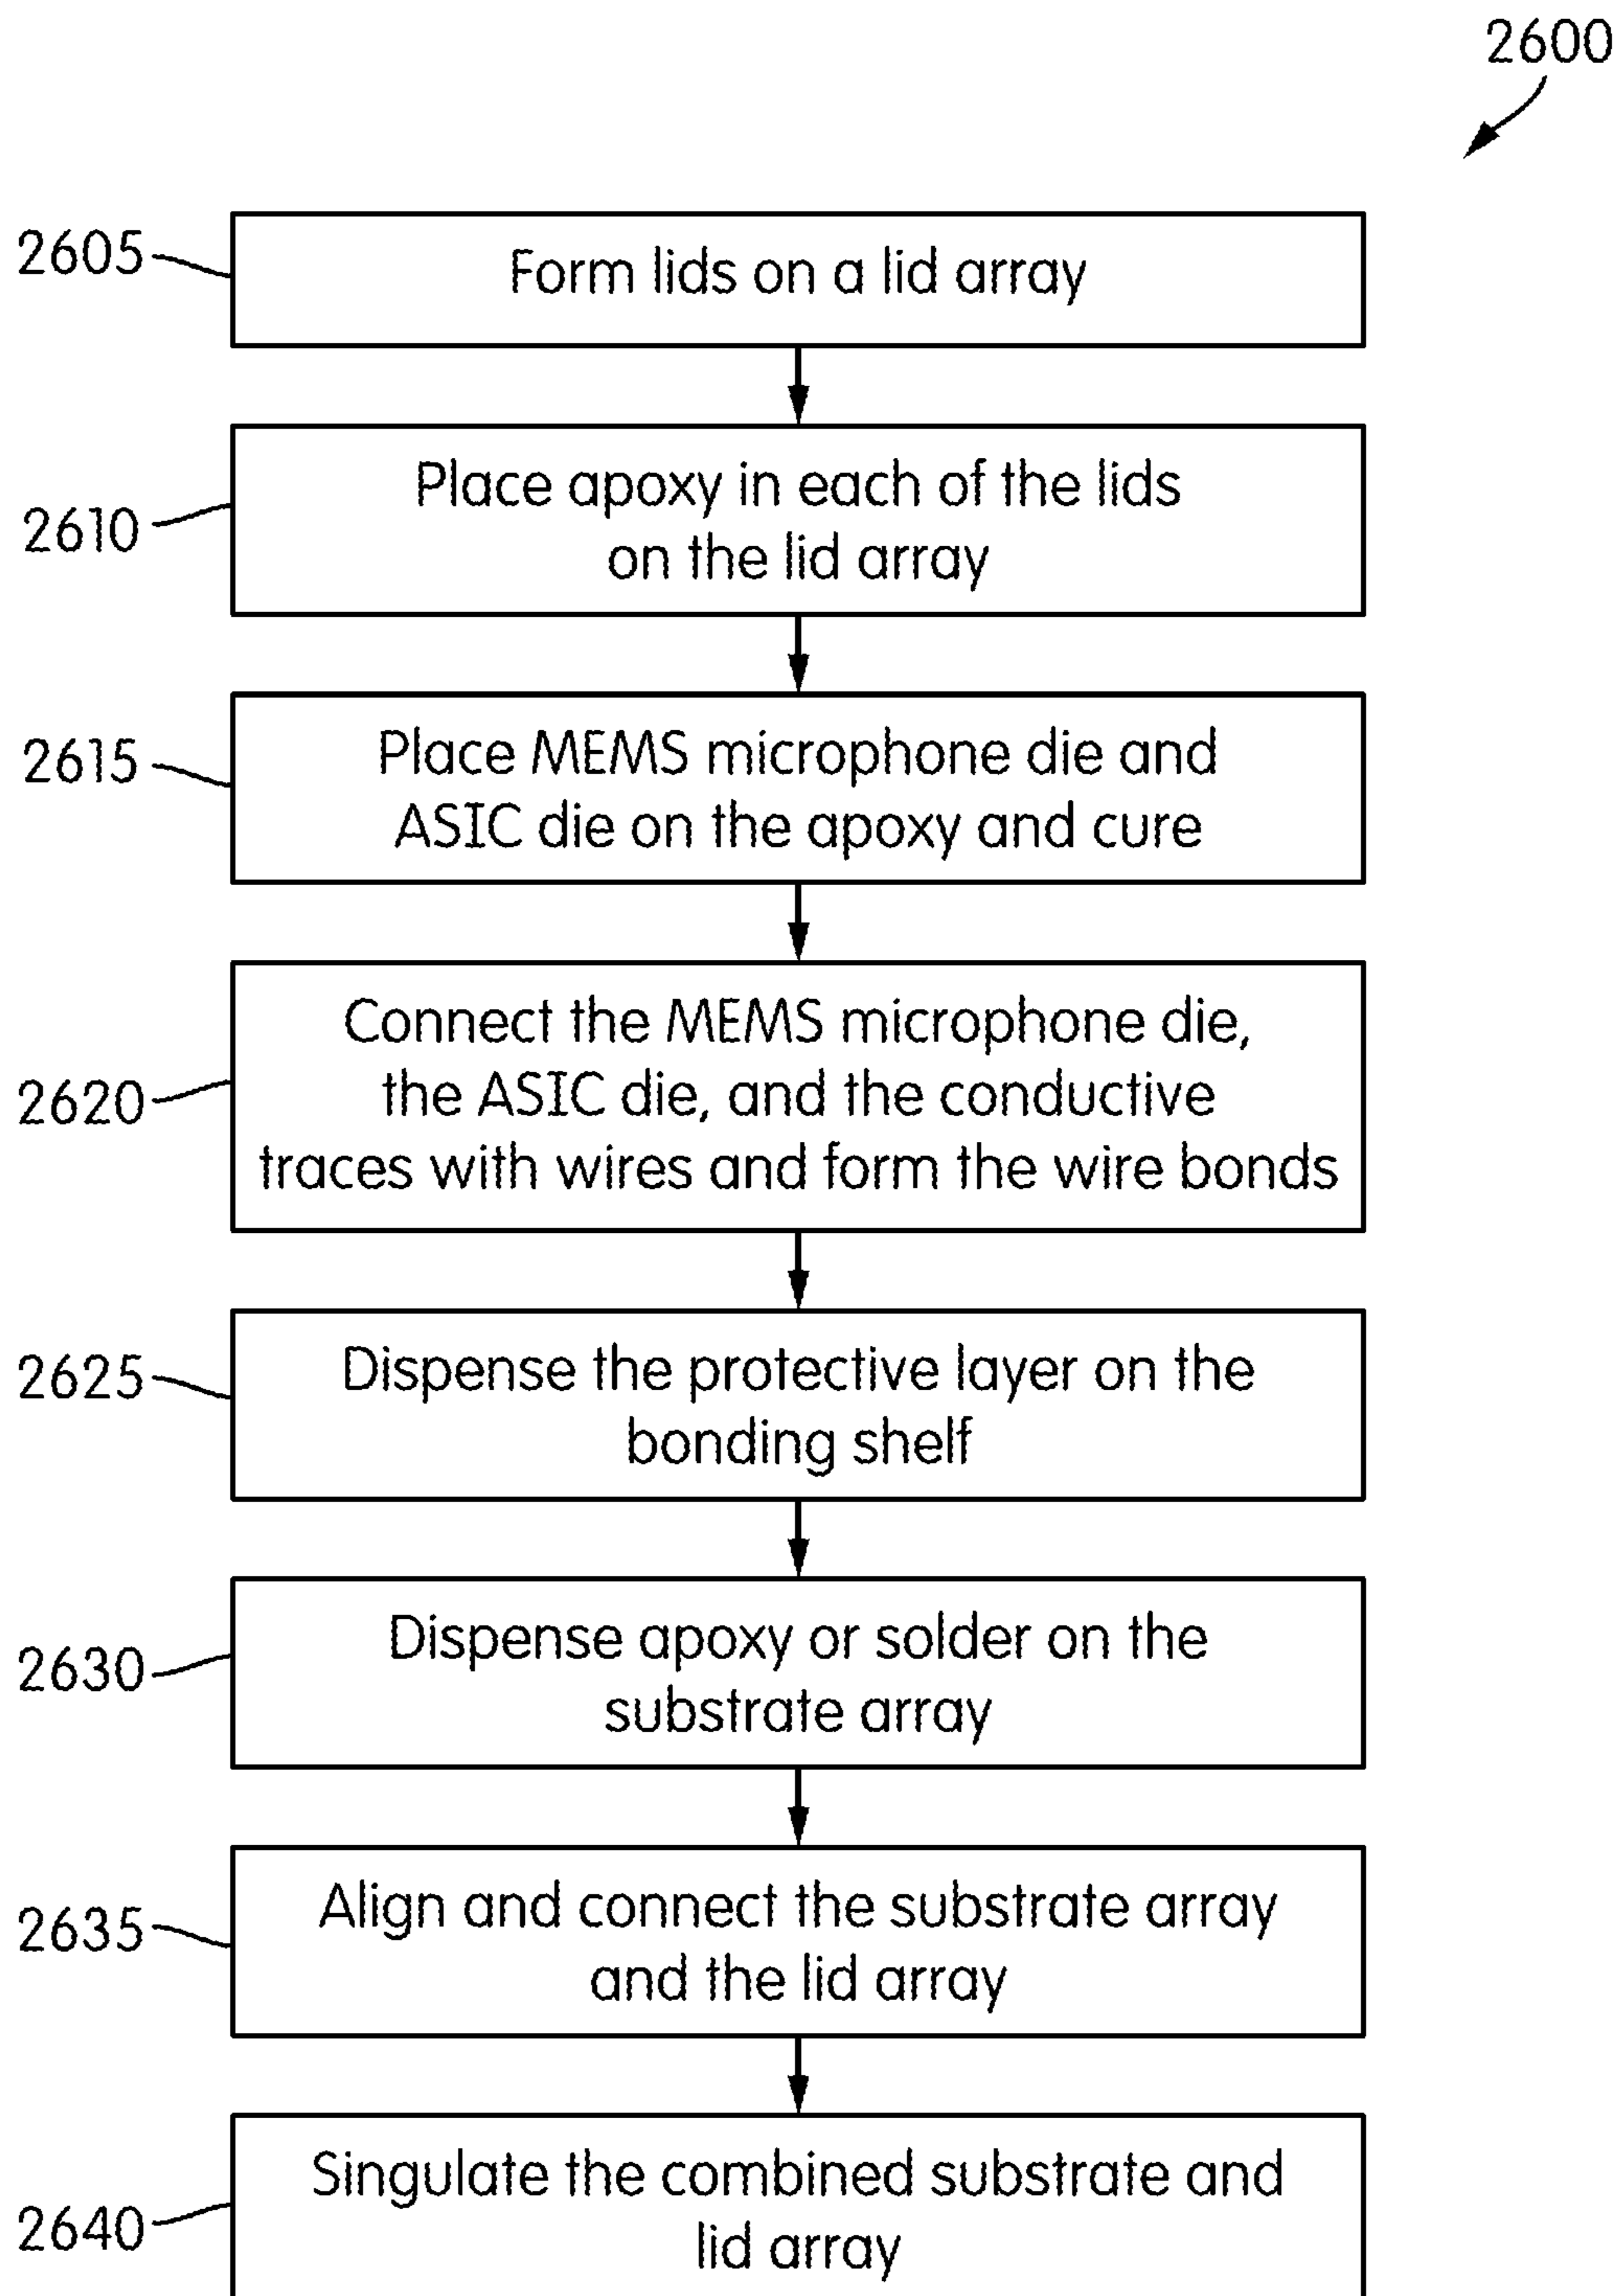 2600
2605
Form lids on a lid array
2610
Place apoxy in each of the lids
on the lid array
2615
Place MEMS microphone die and
ASIC die on the apoxy and cure
2620
Connect the MEMS microphone die,
the ASIC die, and the conductive
traces with wires and form the wire bonds
2625
Dispense the protective layer on the
bonding shelf
2630
Dispense apoxy or solder on the
substrate array
2635
Align and connect the substrate array
and the lid array
2640
Singulate the combined substrate and
lid array